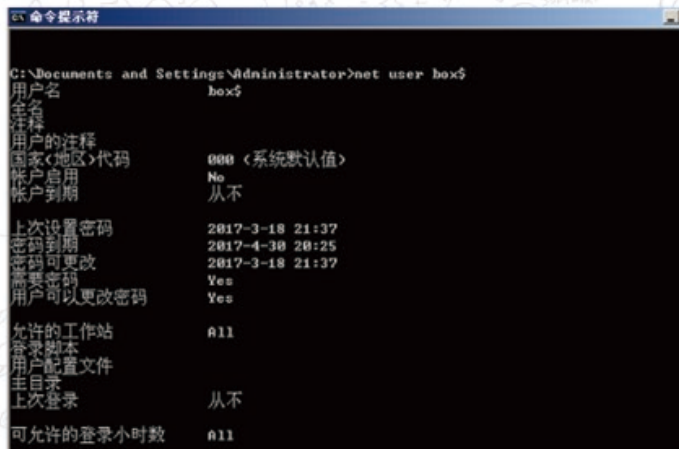 命令提示符
C:\Documents and Settings\Administrator>net user box$
用户名 box$
全名
注释
用户的注释
国家(地区)代码 000 (系统默认值)
帐户启用 No
帐户到期 从不
上次设置密码 2017-3-18 21:37
密码到期 2017-4-30 20:25
密码可更改 2017-3-18 21:37
需要密码 Yes
用户可以更改密码 Yes
允许的工作站 All
登录脚本
用户配置文件
主目录
上次登录 从不
可允许的登录小时数 All